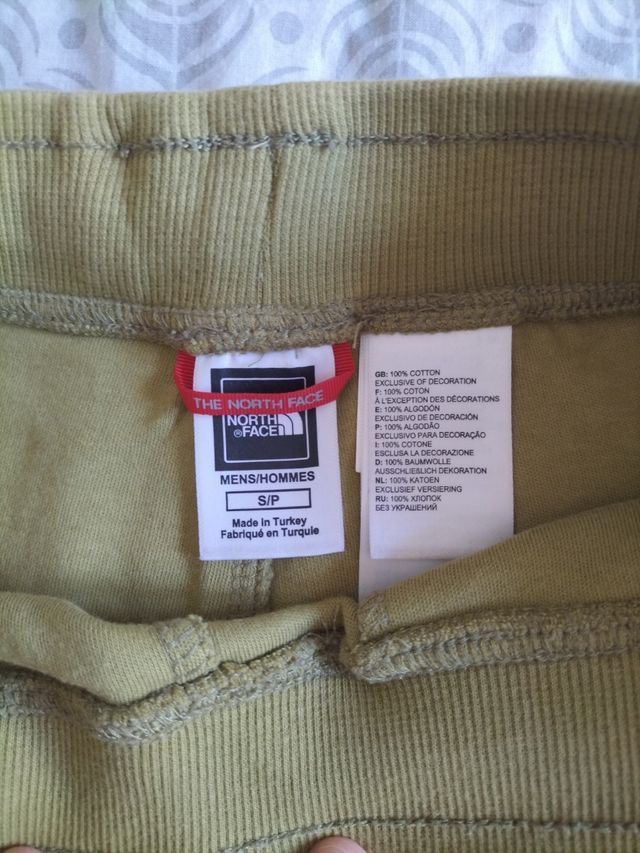 THE NORTH FACE
NORTH
®FACE
MENS/HOMMES
S/P
Made in Turkey
Fabriqué en Turquie
GB: 100% COTTON
EXCLUSIVE OF DECORATION
F: 100% COTON
À L'EXCEPTION DES DÉCORATIONS
E: 100% ALGODÓN
EXCLUSIVO DE DECORACIÓN
P: 100% ALGODÃO
EXCLUSIVO PARA DECORAÇÃO
I: 100% COTONE
ESCLUSA LA DECORAZIONE
D: 100% BAUMWOLLE
AUSSCHLIEẞLICH DEKORATION
NL: 100% KATOEN
EXCLUSIEF VERSIERING
RU: 100% ХЛОПОК
БЕЗ УКРАШЕНИЙ